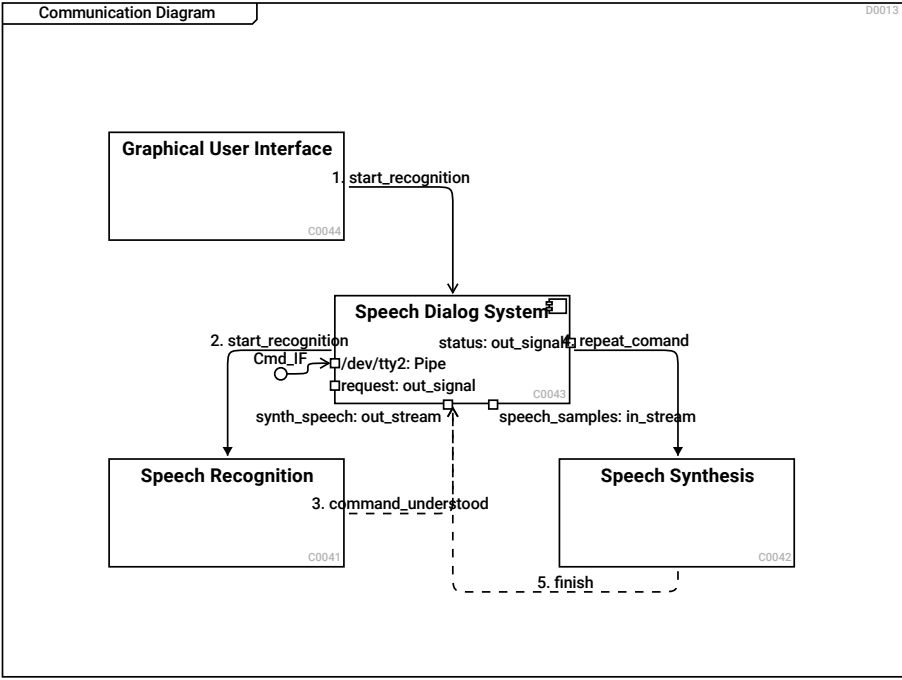 Communication Diagram
D0013
Graphical User Interface
1. start_recognition
C0044
Speech Dialog System
2. start_recognition
status: out_signal
4. repeat_comand
Cmd_IF
/dev/tty2: Pipe
request: out_signal
C0043
synth_speech: out_stream
speech_samples: in_stream
Speech Recognition
Speech Synthesis
3. command_understood
C0041
C0042
5. finish